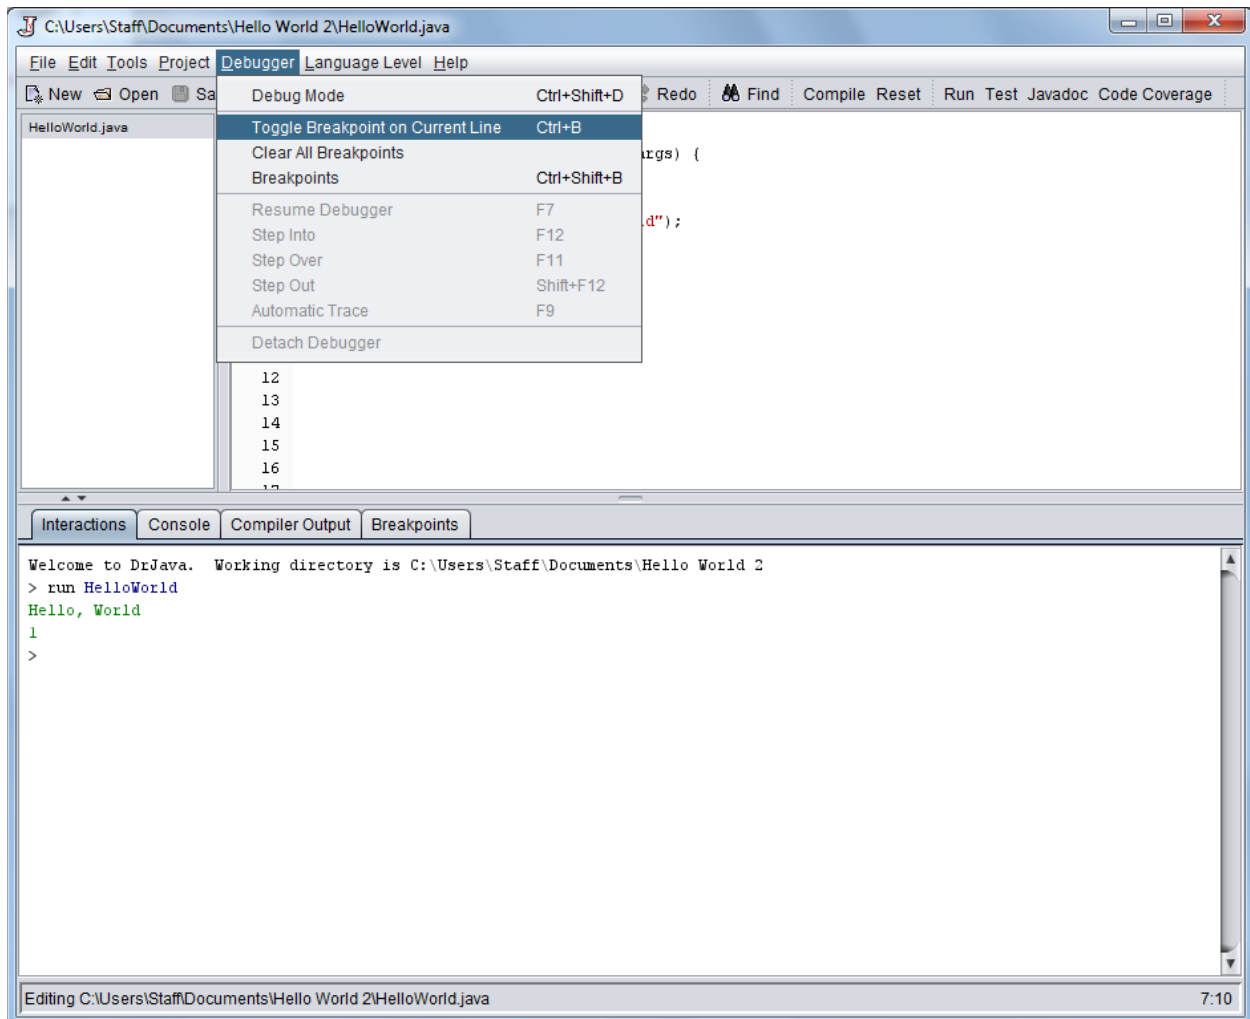 C:\Users\Staff\Documents\Hello World 2\HelloWorld.java
File Edit Tools Project Debugger Language Level Help
New Open Sa Redo Find Compile Reset Run Test Javadoc Code Coverage
Debug Mode Ctrl+Shift+D
HelloWorld.java
Toggle Breakpoint on Current Line Ctrl+B
Clear All Breakpoints
args) {
Breakpoints Ctrl+Shift+B
Resume Debugger F7
d");
Step Into F12
Step Over F11
Step Out Shift+F12
Automatic Trace F9
Detach Debugger
12
13
14
15
16
17
Interactions Console Compiler Output Breakpoints
Welcome to DrJava. Working directory is C:\Users\Staff\Documents\Hello World 2
> run HelloWorld
Hello, World
1
>
Editing C:\Users\Staff\Documents\Hello World 2\HelloWorld.java 7:10